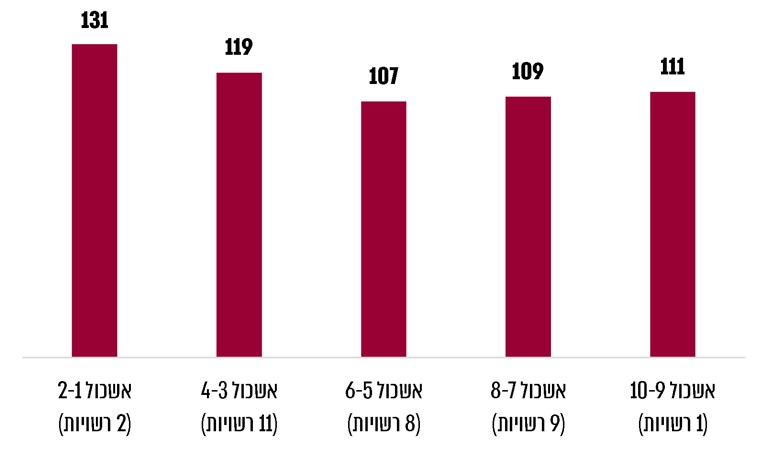 131
119
107
109
111
אשכול 2-1
(2 רשויות)
אשכול 4-3
(11 רשויות)
אשכול 6-5
(8 רשויות)
אשכול 8-7
(9 רשויות)
אשכול 10-9
(1 רשויות)